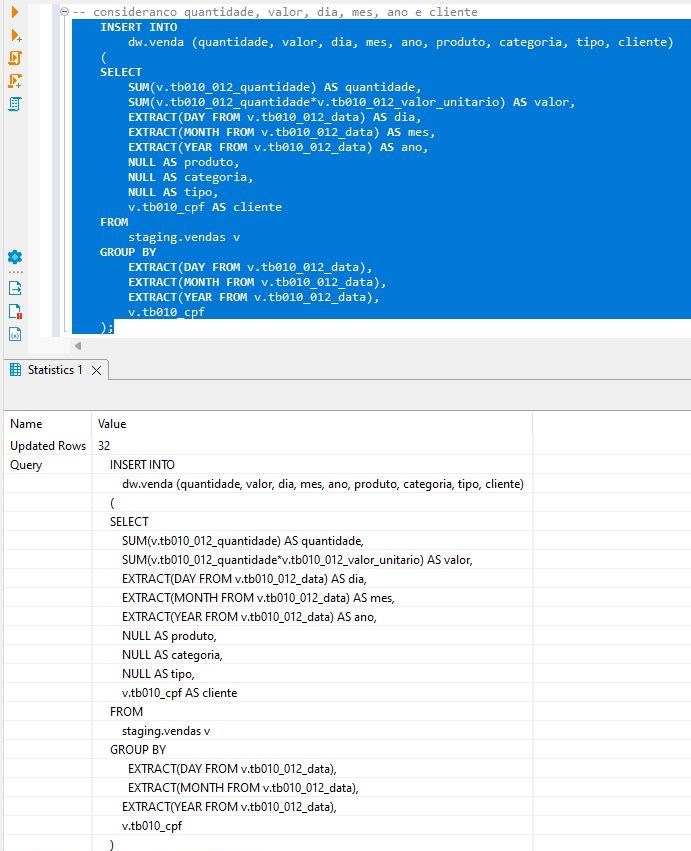 -- consideranco quantidade, valor, dia, mes, ano e cliente
INSERT INTO
dw.venda (quantidade, valor, dia, mes, ano, produto, categoria, tipo, cliente)
(
SELECT
SUM(v.tb010_012_quantidade) AS quantidade,
SUM(v.tb010_012_quantidade*v.tb010_012_valor_unitario) AS valor,
EXTRACT(DAY FROM v.tb010_012_data) AS dia,
EXTRACT(MONTH FROM v.tb010_012_data) AS mes,
EXTRACT(YEAR FROM v.tb010_012_data) AS ano,
NULL AS produto,
NULL AS categoria,
NULL AS tipo,
v.tb010_cpf AS cliente
FROM
staging.vendas v
GROUP BY
EXTRACT(DAY FROM v.tb010_012_data),
EXTRACT(MONTH FROM v.tb010_012_data),
EXTRACT(YEAR FROM v.tb010_012_data),
v.tb010_cpf
);
Statistics 1
Name Value
Updated Rows 32
Query INSERT INTO
dw.venda (quantidade, valor, dia, mes, ano, produto, categoria, tipo, cliente)
(
SELECT
SUM(v.tb010_012_quantidade) AS quantidade,
SUM(v.tb010_012_quantidade*v.tb010_012_valor_unitario) AS valor,
EXTRACT(DAY FROM v.tb010_012_data) AS dia,
EXTRACT(MONTH FROM v.tb010_012_data) AS mes,
EXTRACT(YEAR FROM v.tb010_012_data) AS ano,
NULL AS produto,
NULL AS categoria,
NULL AS tipo,
v.tb010_cpf AS cliente
FROM
staging.vendas v
GROUP BY
EXTRACT(DAY FROM v.tb010_012_data),
EXTRACT(MONTH FROM v.tb010_012_data),
EXTRACT(YEAR FROM v.tb010_012_data),
v.tb010_cpf
)